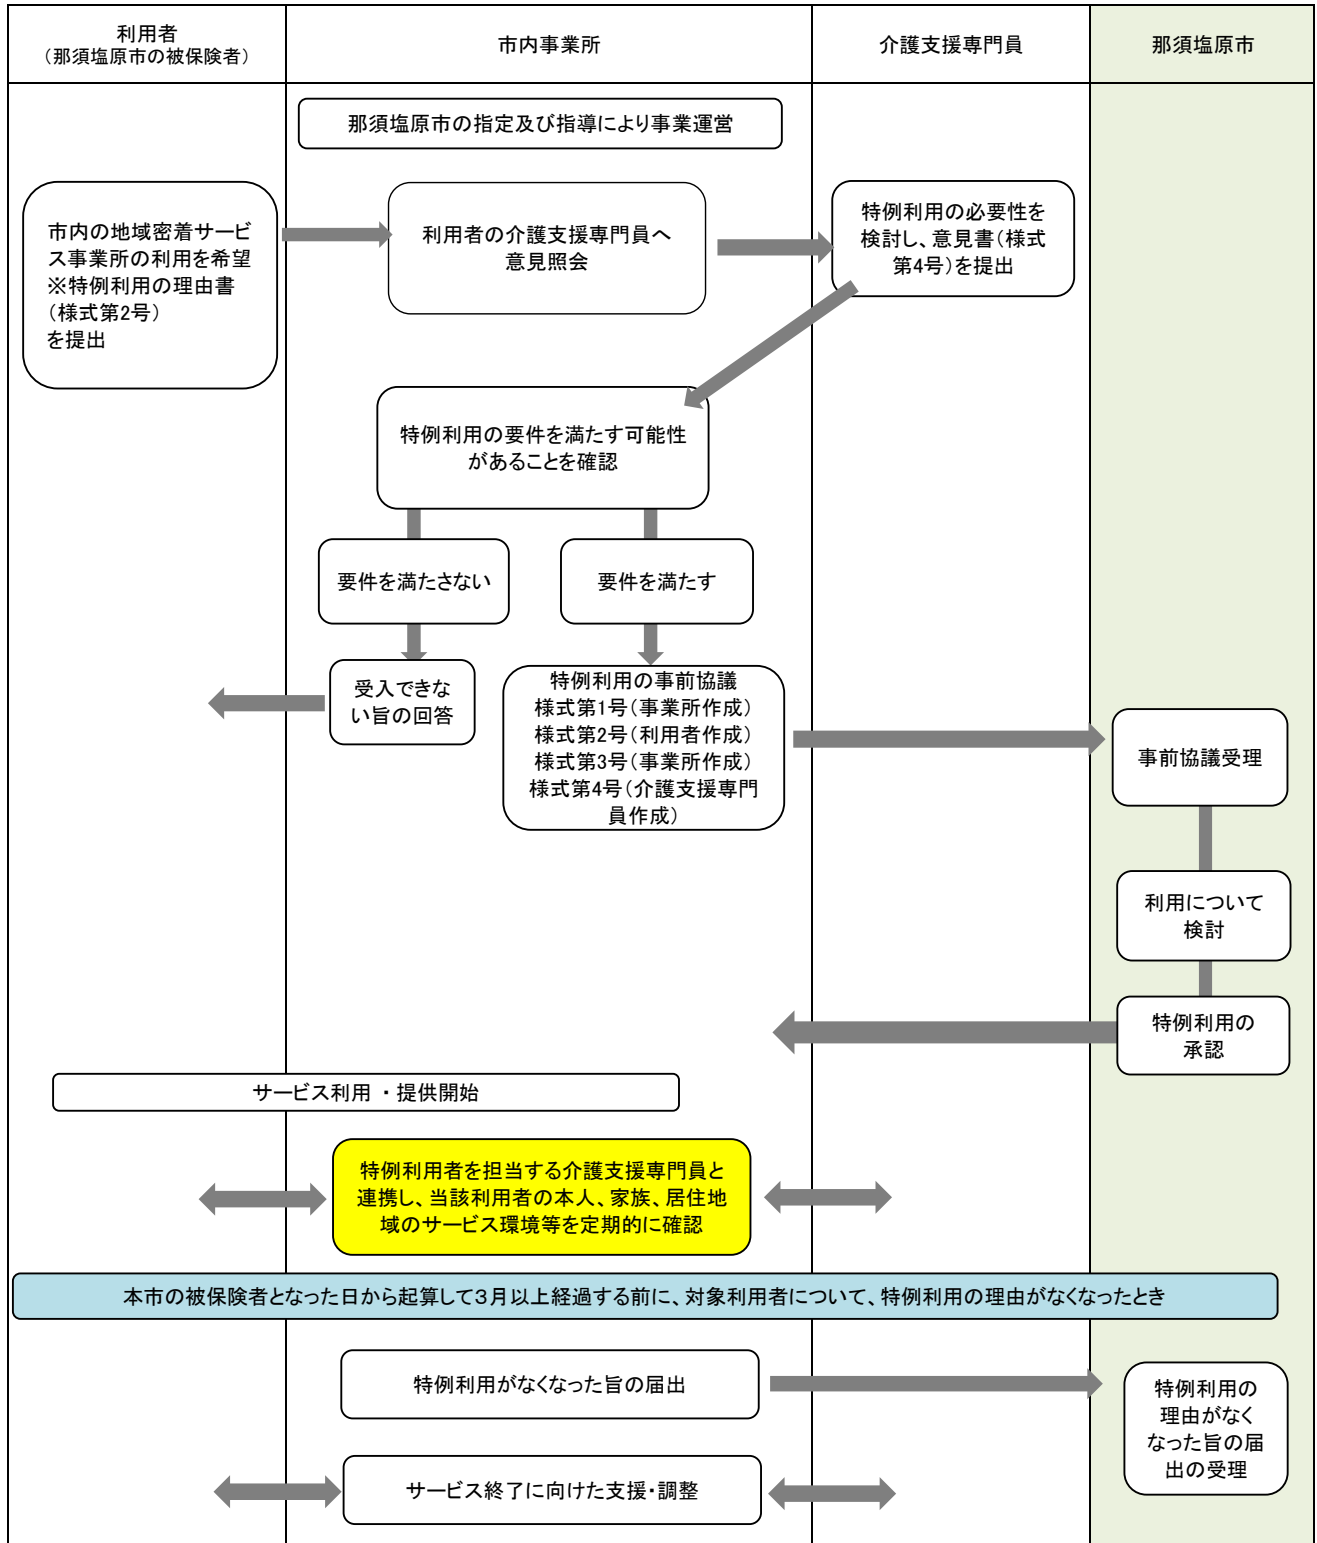 利用者
（那須塩原市の被保険者）
市内事業所
介護支援専門員
那須塩原市
那須塩原市の指定及び指導により事業運営
市内の地域密着サービ
ス事業所の利用を希望
※特例利用の理由書
（様式第2号）
を提出
利用者の介護支援専門員へ
意見照会
特例利用の必要性を
検討し、意見書（様式
第4号）を提出
特例利用の要件を満たす可能性
があることを確認
要件を満たさない
要件を満たす
受入できな
い旨の回答
特例利用の事前協議
様式第1号（事業所作成）
様式第2号（利用者作成）
様式第3号（事業所作成）
様式第4号（介護支援専門
員作成）
事前協議受理
利用について
検討
特例利用の
承認
サービス利用 ・提供開始
特例利用者を担当する介護支援専門員と
連携し、当該利用者の本人、家族、居住地
域のサービス環境等を定期的に確認
本市の被保険者となった日から起算して３月以上経過する前に、対象利用者について、特例利用の理由がなくなったとき
特例利用がなくなった旨の届出
特例利用の
理由がなく
なった旨の届
出の受理
サービス終了に向けた支援・調整